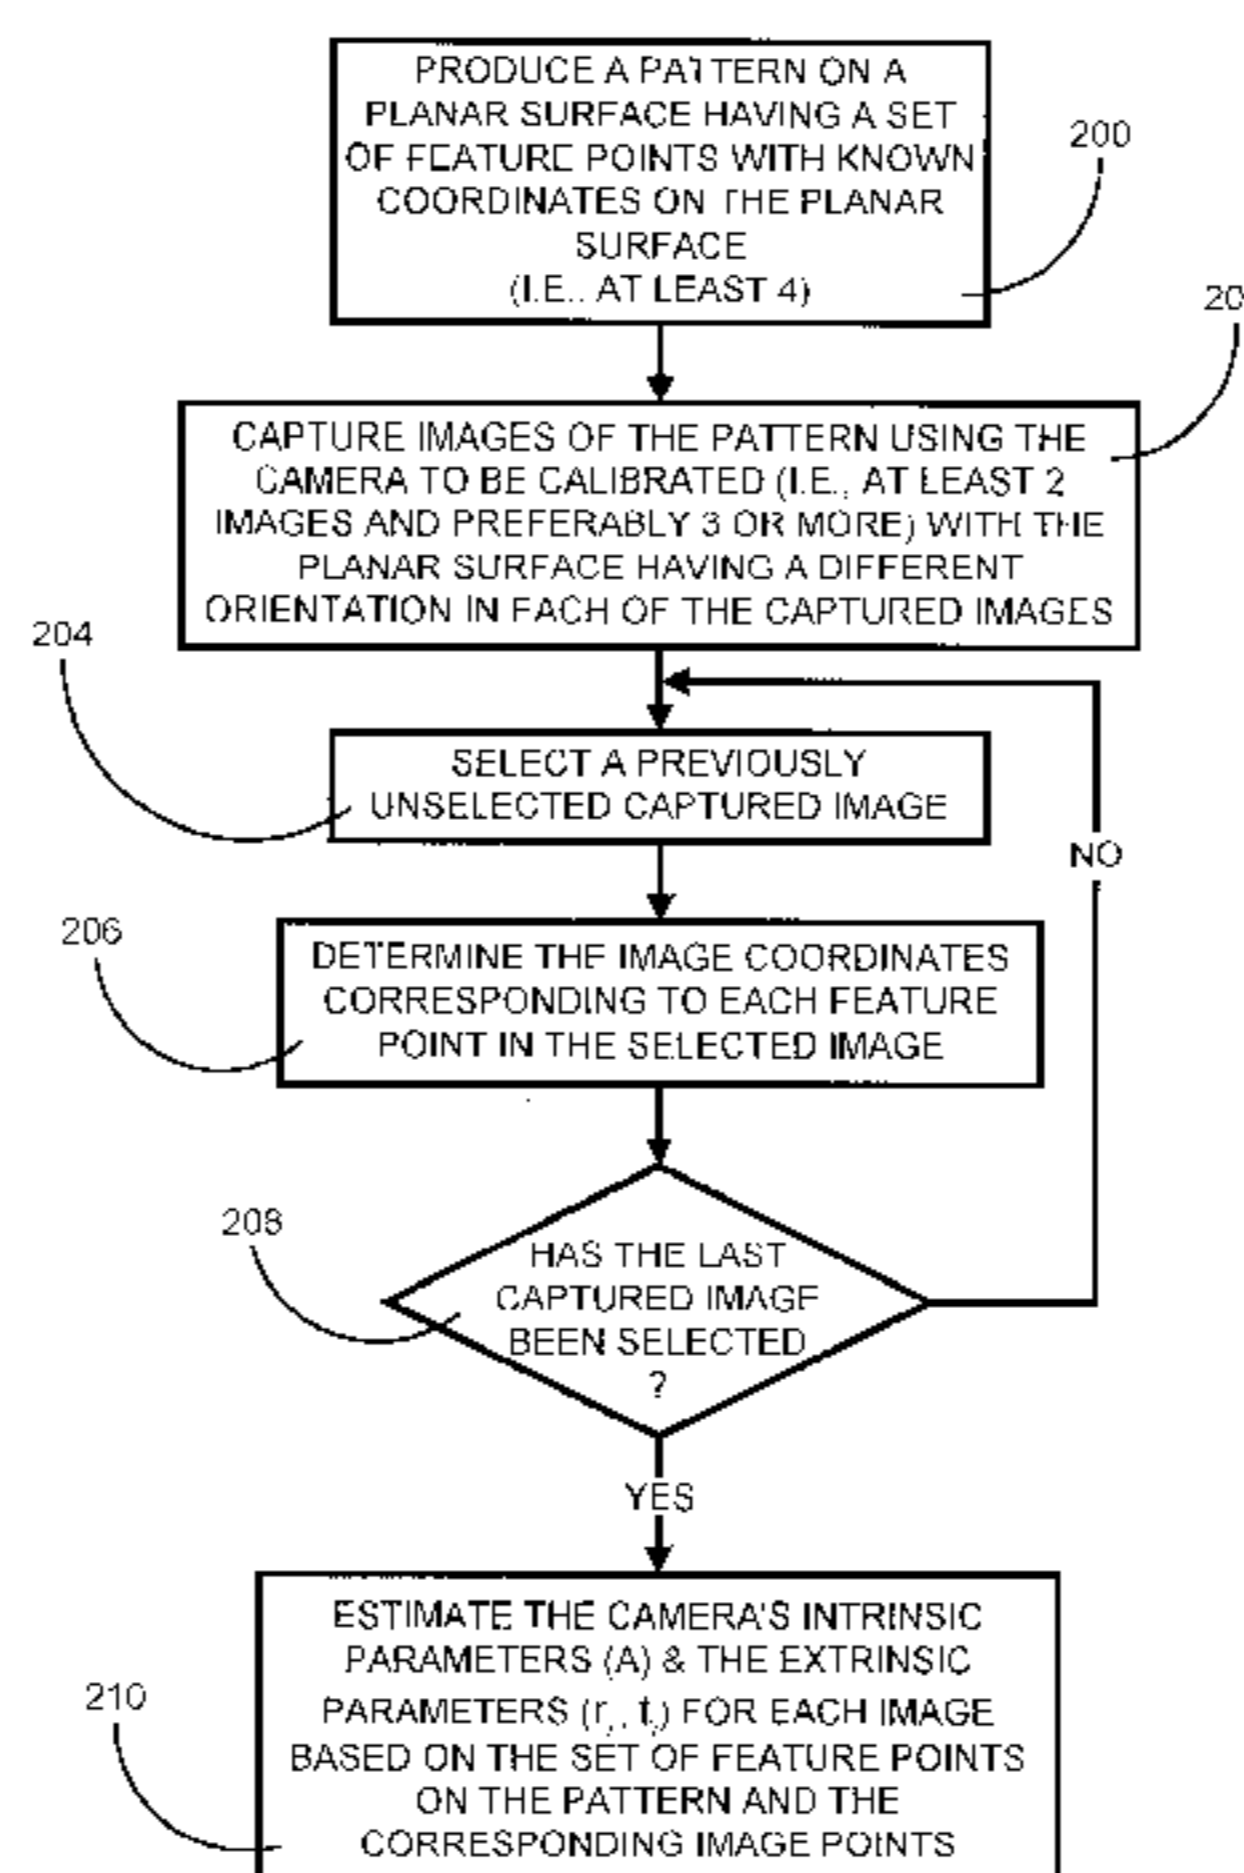 PRODUCE A PATTERN ON A
PLANAR SURFACE HAVING A SET
OF FEATURE POINTS WITH KNOWN
COORDINATES ON THE PLANAR
SURFACE
(I.E., AT LEAST 4)
200
20
CAPTURE IMAGES OF THE PATTERN USING THE
CAMERA TO BE CALIBRATED (I.E., AT LEAST 2
IMAGES AND PREFERABLY 3 OR MORE) WITH THE
PLANAR SURFACE HAVING A DIFFERENT
ORIENTATION IN EACH OF THE CAPTURED IMAGES
204
SELECT A PREVIOUSLY
UNSELECTED CAPTURED IMAGE
NO
206
DETERMINE THE IMAGE COORDINATES
CORRESPONDING TO EACH FEATURE
POINT IN THE SELECTED IMAGE
208
HAS THE LAST
CAPTURED IMAGE
BEEN SELECTED
?
YES
210
ESTIMATE THE CAMERA'S INTRINSIC
PARAMETERS (A) & THE EXTRINSIC
PARAMETERS (r, t) FOR EACH IMAGE
BASED ON THE SET OF FEATURE POINTS
ON THE PATTERN AND THE
CORRESPONDING IMAGE POINTS